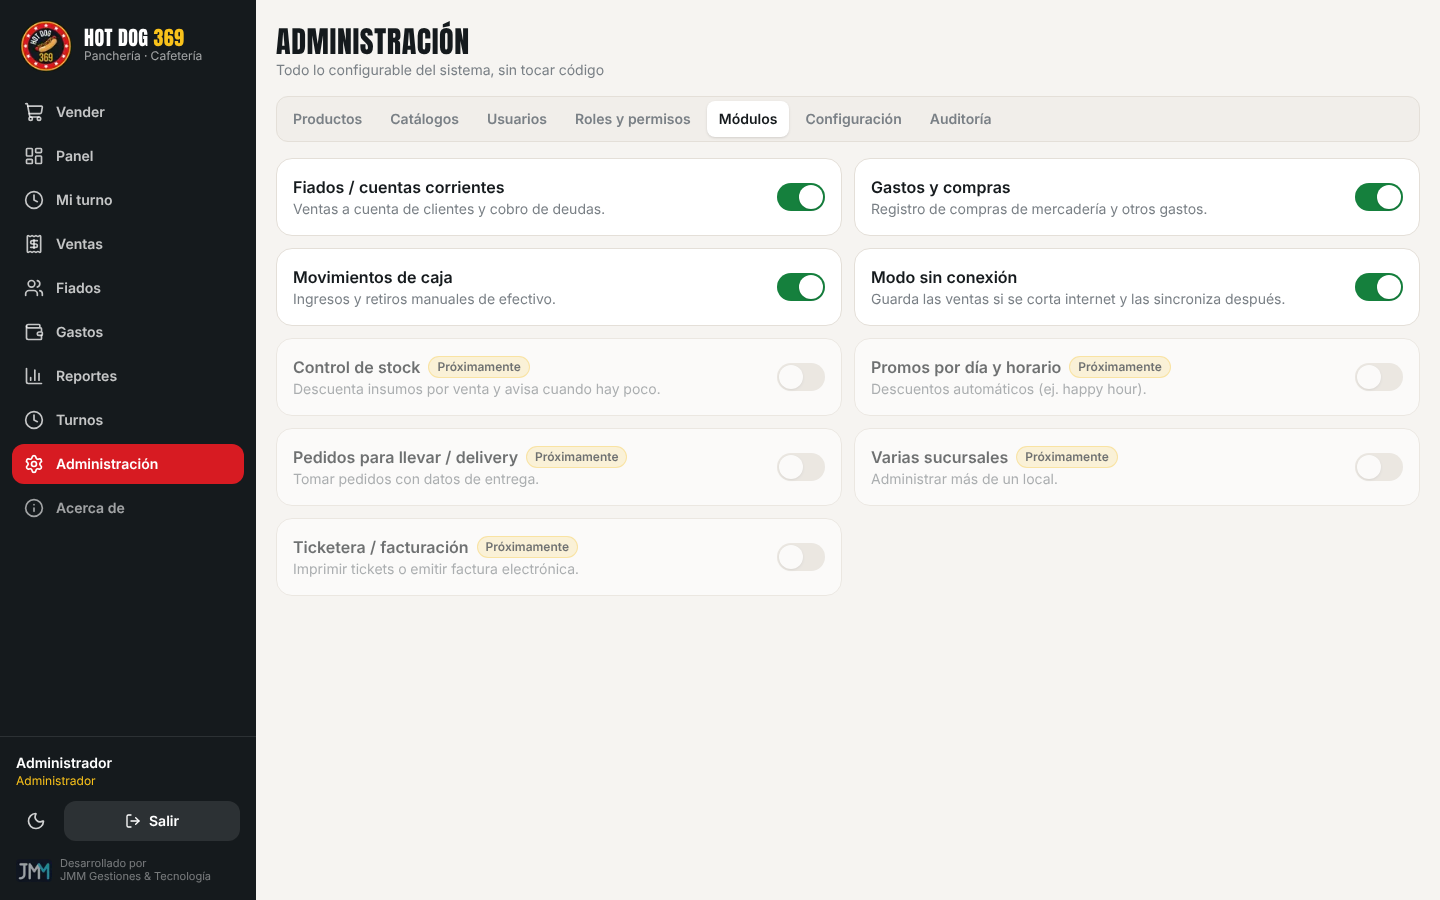 HOT DOG 369
Panchería · Cafetería
Vender
Panel
Mi turno
Ventas
Fiados
Gastos
Reportes
Turnos
Administración
Acerca de
Administrador
Administrador
Salir
JMM
Desarrollado por
JMM Gestiones & Tecnología
ADMINISTRACIÓN
Todo lo configurable del sistema, sin tocar código
Productos Catálogos Usuarios Roles y permisos Módulos Configuración Auditoría
Fiados / cuentas corrientes
Ventas a cuenta de clientes y cobro de deudas.
Gastos y compras
Registro de compras de mercadería y otros gastos.
Movimientos de caja
Ingresos y retiros manuales de efectivo.
Modo sin conexión
Guarda las ventas si se corta internet y las sincroniza después.
Control de stock Próximamente
Descuenta insumos por venta y avisa cuando hay poco.
Promos por día y horario Próximamente
Descuentos automáticos (ej. happy hour).
Pedidos para llevar / delivery Próximamente
Tomar pedidos con datos de entrega.
Varias sucursales Próximamente
Administrar más de un local.
Ticketera / facturación Próximamente
Imprimir tickets o emitir factura electrónica.